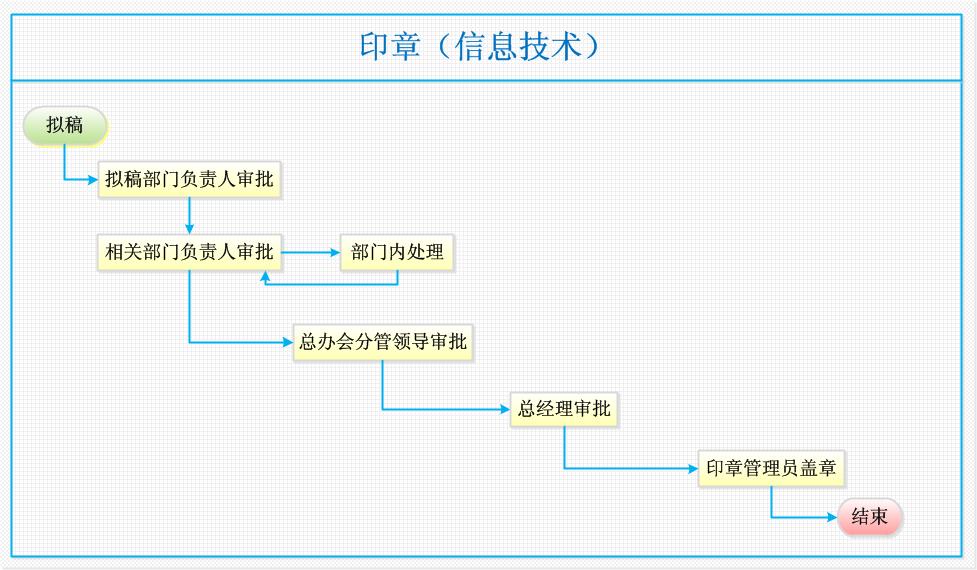 印章（信息技术）
拟稿
拟稿部门负责人审批
相关部门负责人审批
部门内处理
总办会分管领导审批
总经理审批
印章管理员盖章
结束